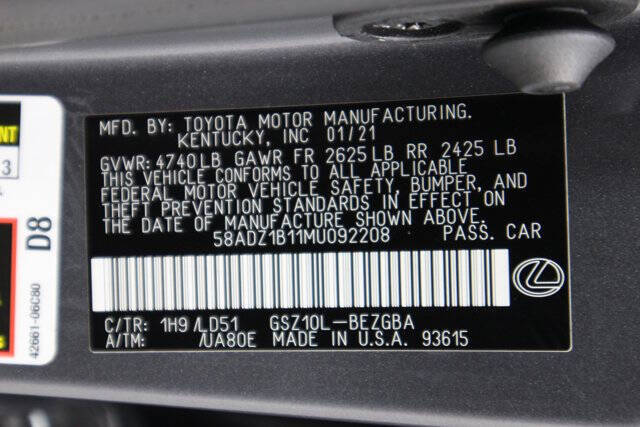 MFD. BY: TOYOTA MOTOR MANUFACTURING.
KENTUCKY, INC 01/21
GVWR: 4740LB GAWR FR 2625LB RR 2425 LB
THIS VEHICLE CONFORMS TO ALL APPLICABLE
FEDERAL MOTOR VEHICLE SAFETY, BUMPER, AND
THEFT PREVENTION STANDARDS IN EFFECT ON
THE DATE OF MANUFACTURE SHOWN ABOVE.
58ADZ1B11MU092208 PASS. CAR
C/TR: 1H9/LD51 GSZ10L-BEZGBA
A/TM: /UA80E MADE IN U.S.A. 93615
D8
42661-06C80
3